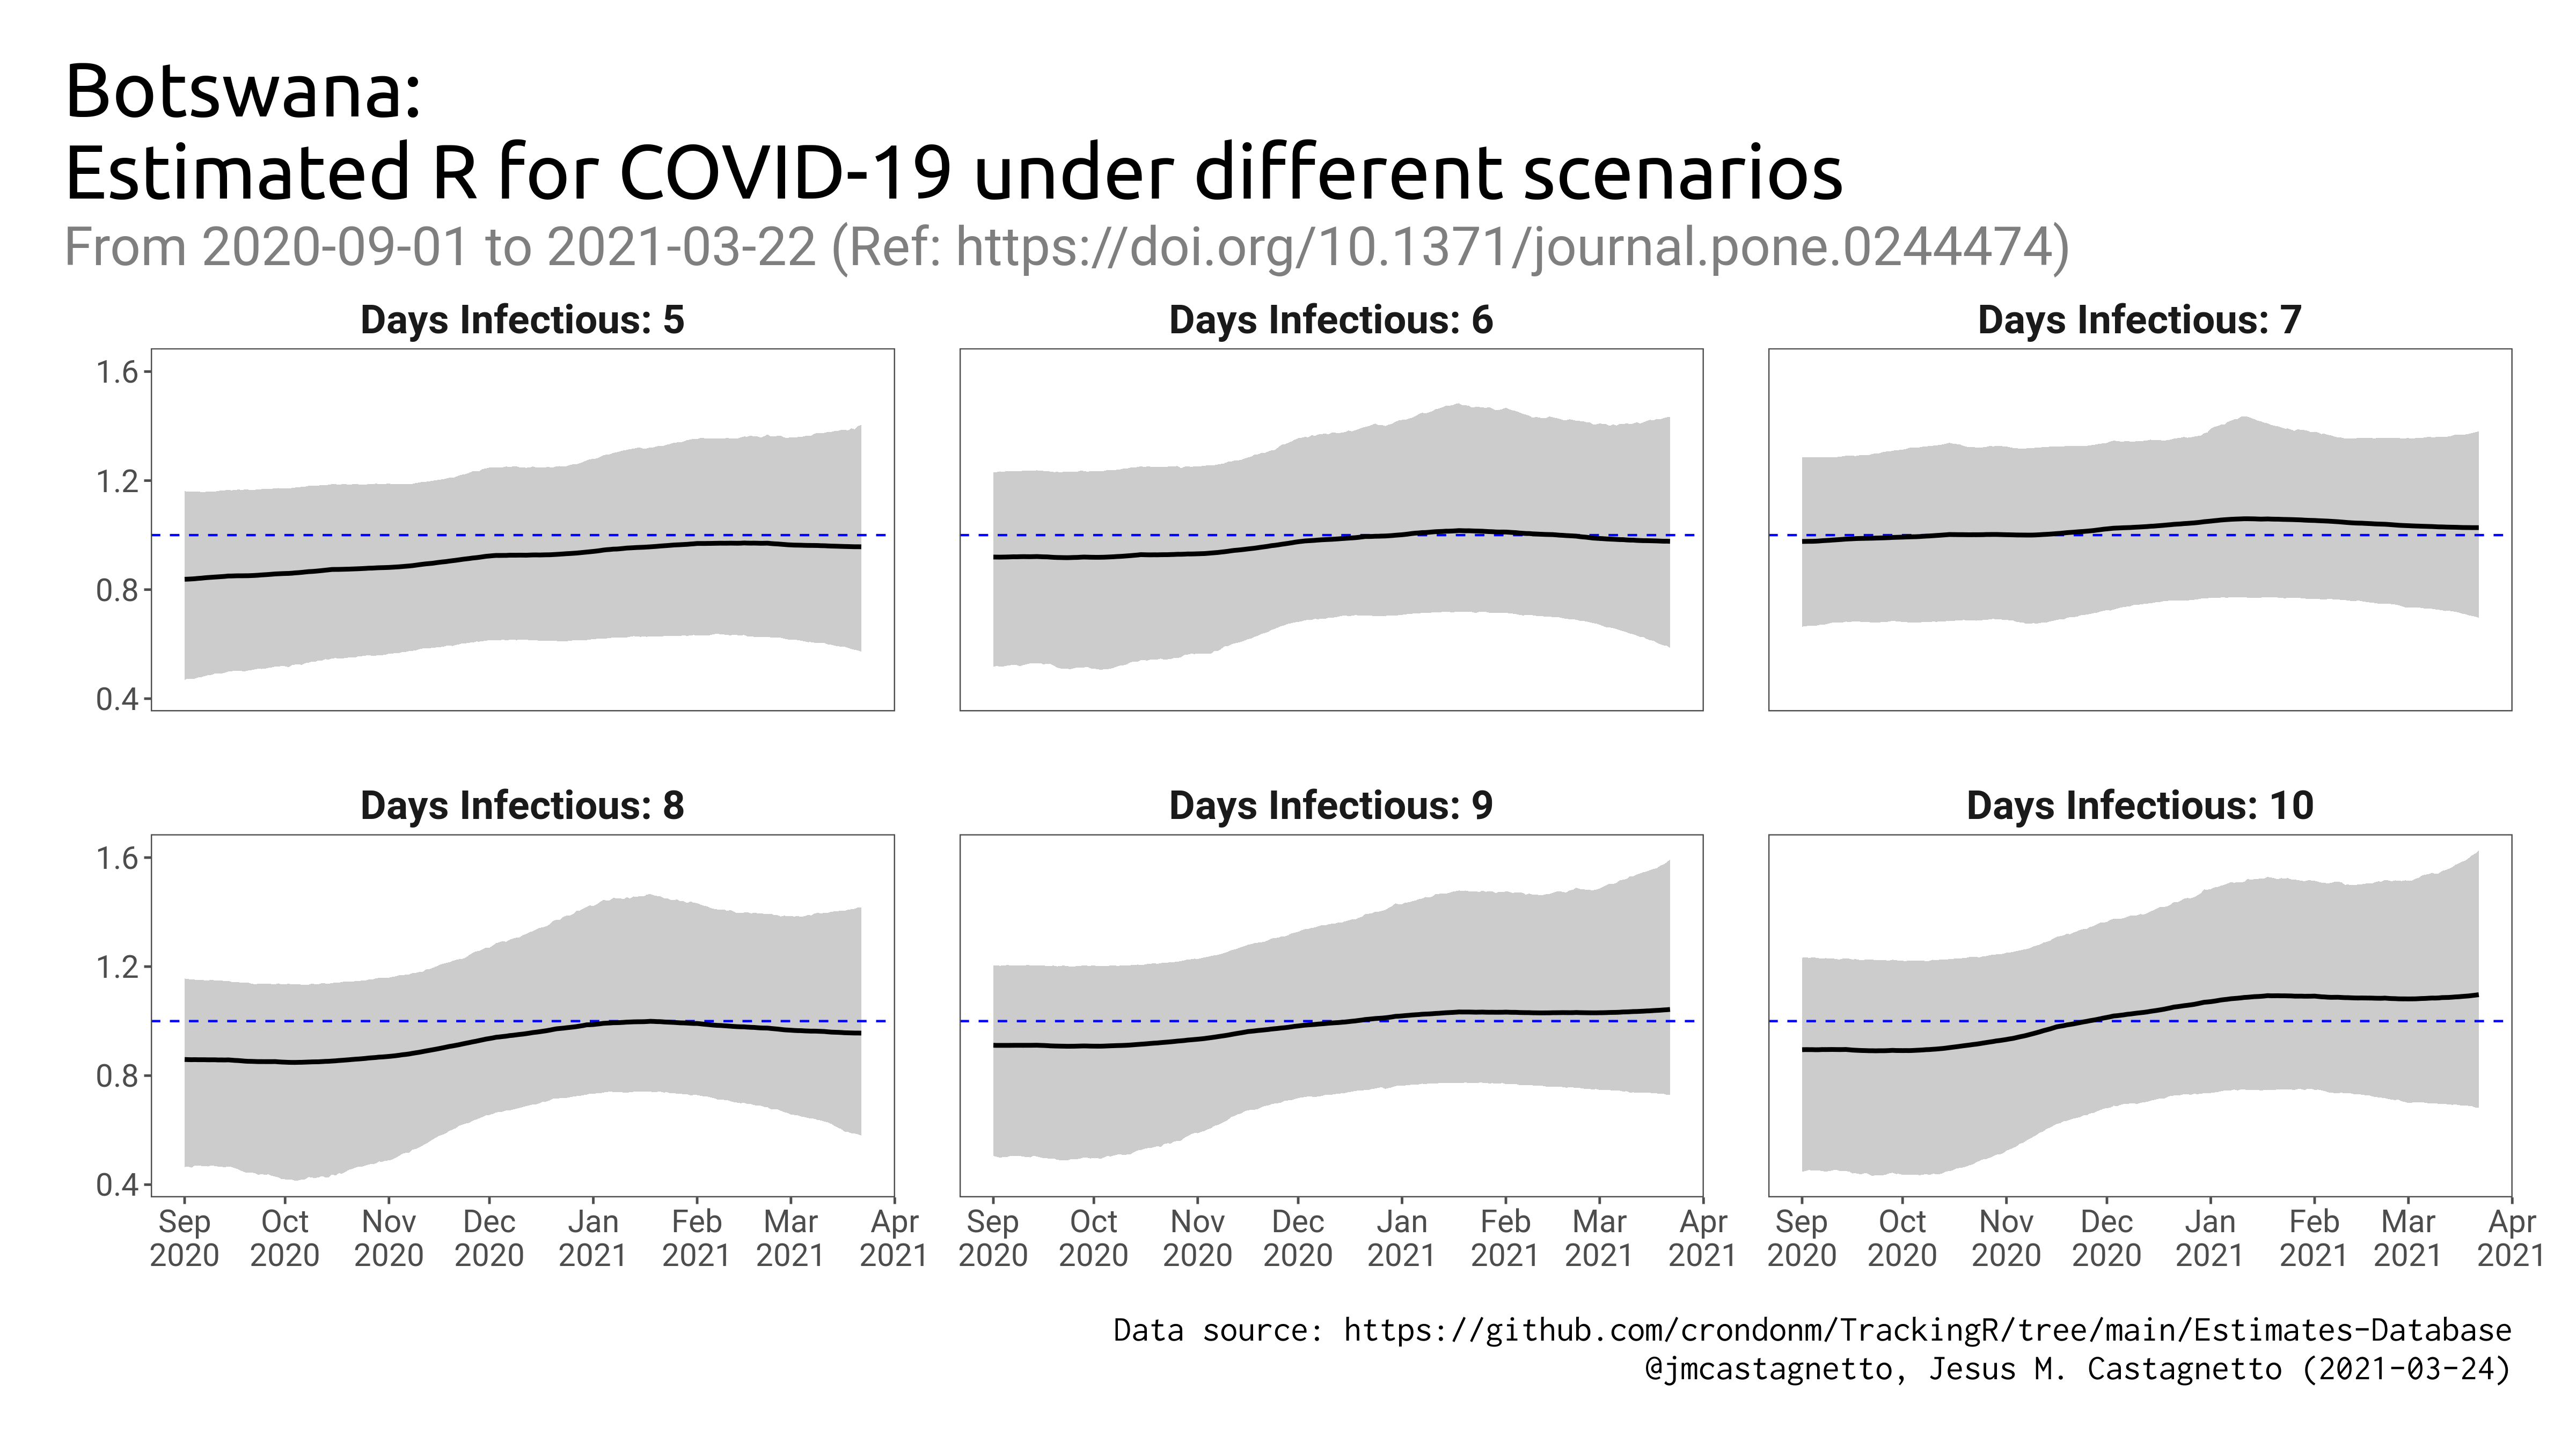 Botswana:
Estimated R for COVID-19 under different scenarios
From 2020-09-01 to 2021-03-22 (Ref: https://doi.org/10.1371/journal.pone.0244474)
Days Infectious: 5
Days Infectious: 6
Days Infectious: 7
1.6
1.2
0.8
0.4
Days Infectious: 8
Days Infectious: 9
Days Infectious: 10
1.6
1.2
0.8
0.4
Sep Oct Nov Dec Jan Feb Mar Apr
2020 2020 2020 2020 2021 2021 2021 2021
Sep Oct Nov Dec Jan Feb Mar Apr
2020 2020 2020 2020 2021 2021 2021 2021
Sep Oct Nov Dec Jan Feb Mar Apr
2020 2020 2020 2020 2021 2021 2021 2021
Data source: https://github.com/crondonm/TrackingR/tree/main/Estimates-Database
@jmcastagnetto, Jesus M. Castagnetto (2021-03-24)